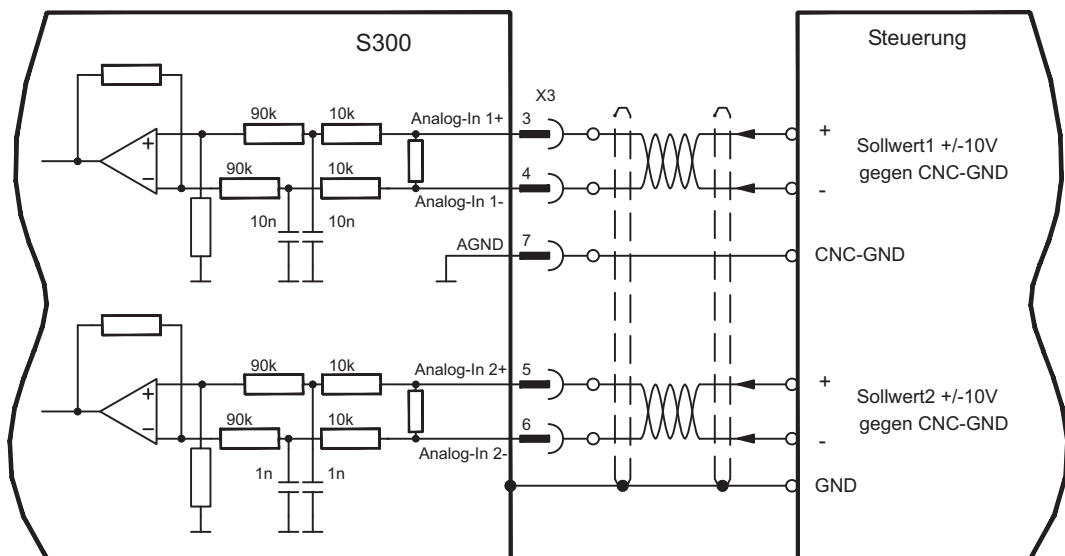 S300
Steuerung
X3
90k
10k
Analog-In 1+
3
+
+
Sollwert1 +/-10V
gegen CNC-GND
−
90k
10k
4
-
Analog-In 1-
10n
10n
AGND
7
CNC-GND
90k
10k
Analog-In 2+
5
+
+
Sollwert2 +/-10V
gegen CNC-GND
−
90k
10k
6
-
Analog-In 2-
1n
1n
GND